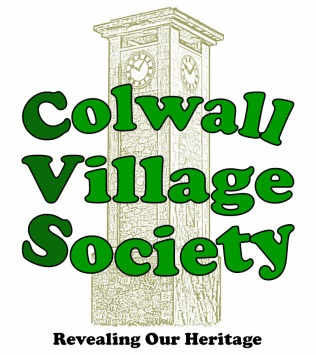 Colwall
Village
Society
Revealing Our Heritage